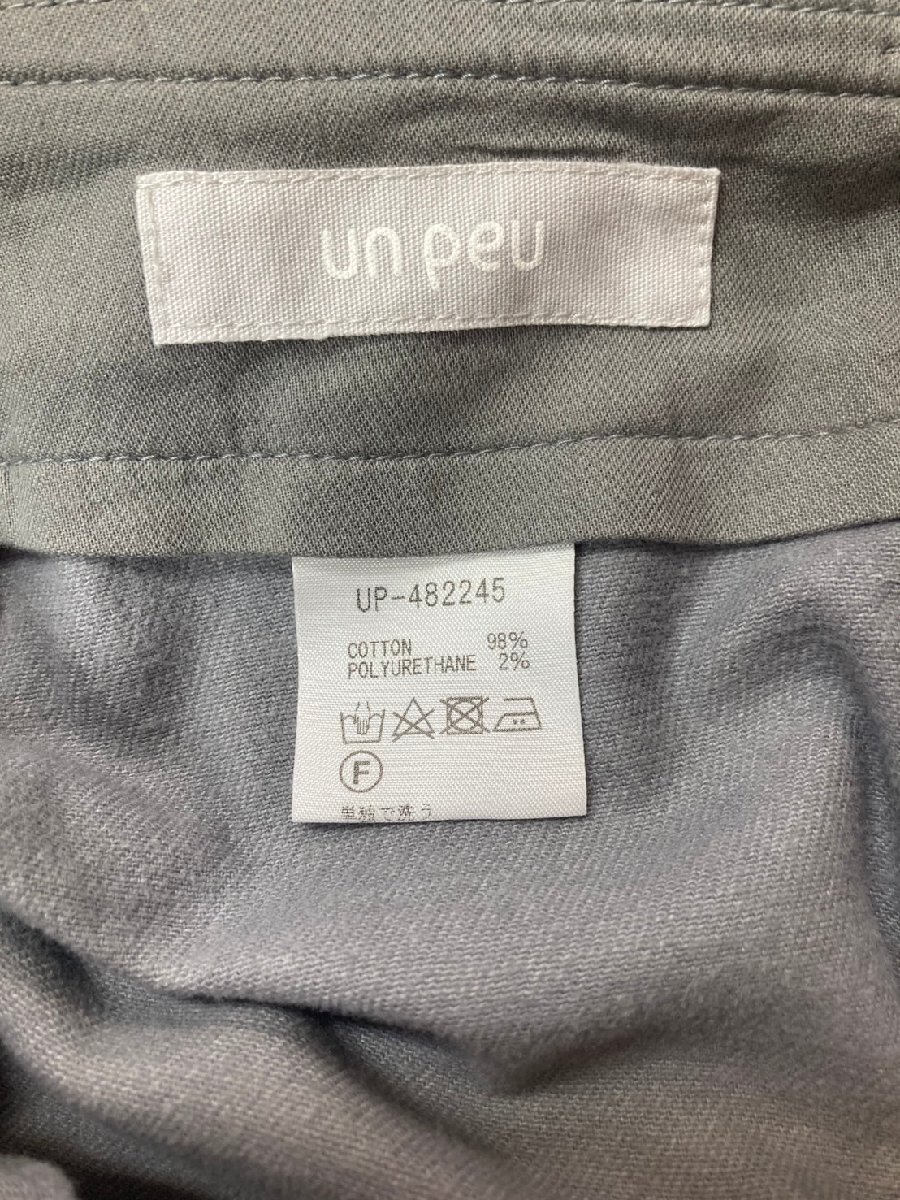 un peu
UP-482245
COTTON 98%
POLYURETHANE 2%
F
単独で洗う